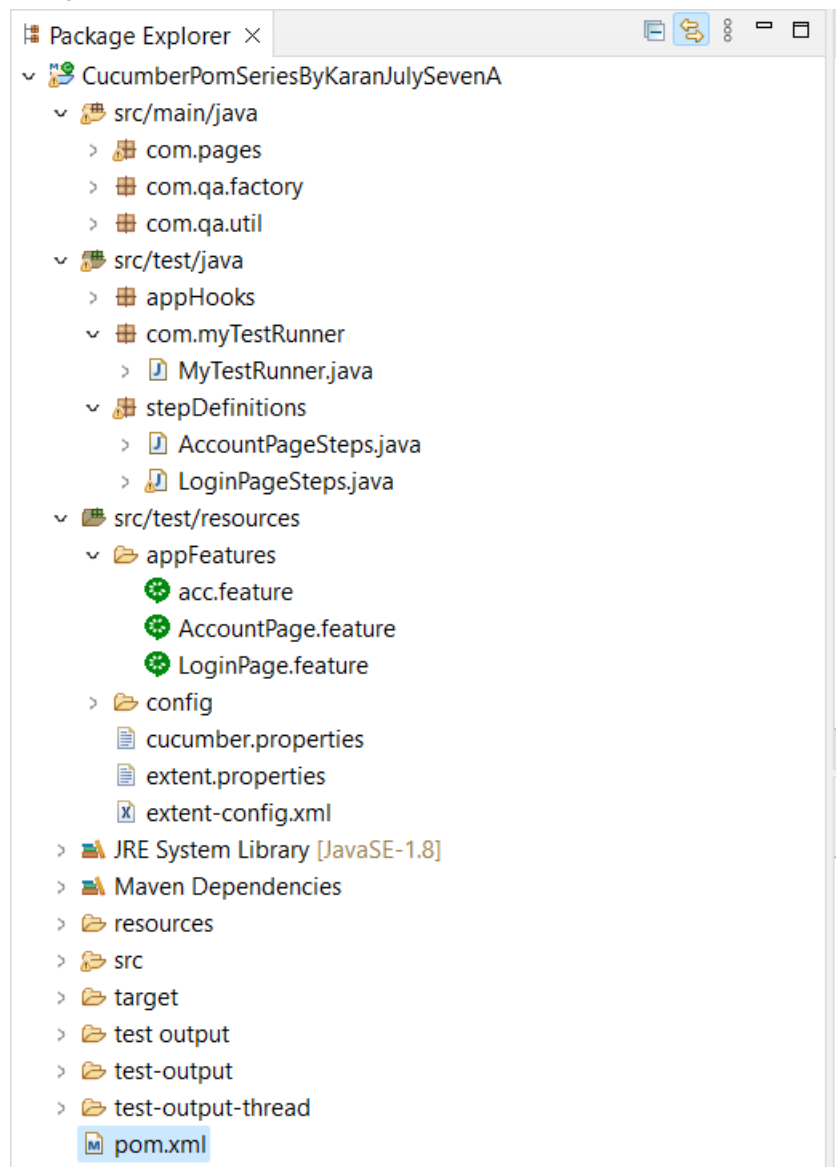 Package Explorer
CucumberPomSeriesByKaranJulySevenA
src/main/java
com.pages
com.qa.factory
com.qa.util
src/test/java
appHooks
com.myTestRunner
MyTestRunner.java
stepDefinitions
AccountPageSteps.java
LoginPageSteps.java
src/test/resources
appFeatures
acc.feature
AccountPage.feature
LoginPage.feature
config
cucumber.properties
extent.properties
extent-config.xml
JRE System Library [JavaSE-1.8]
Maven Dependencies
resources
src
target
test output
test-output
test-output-thread
pom.xml